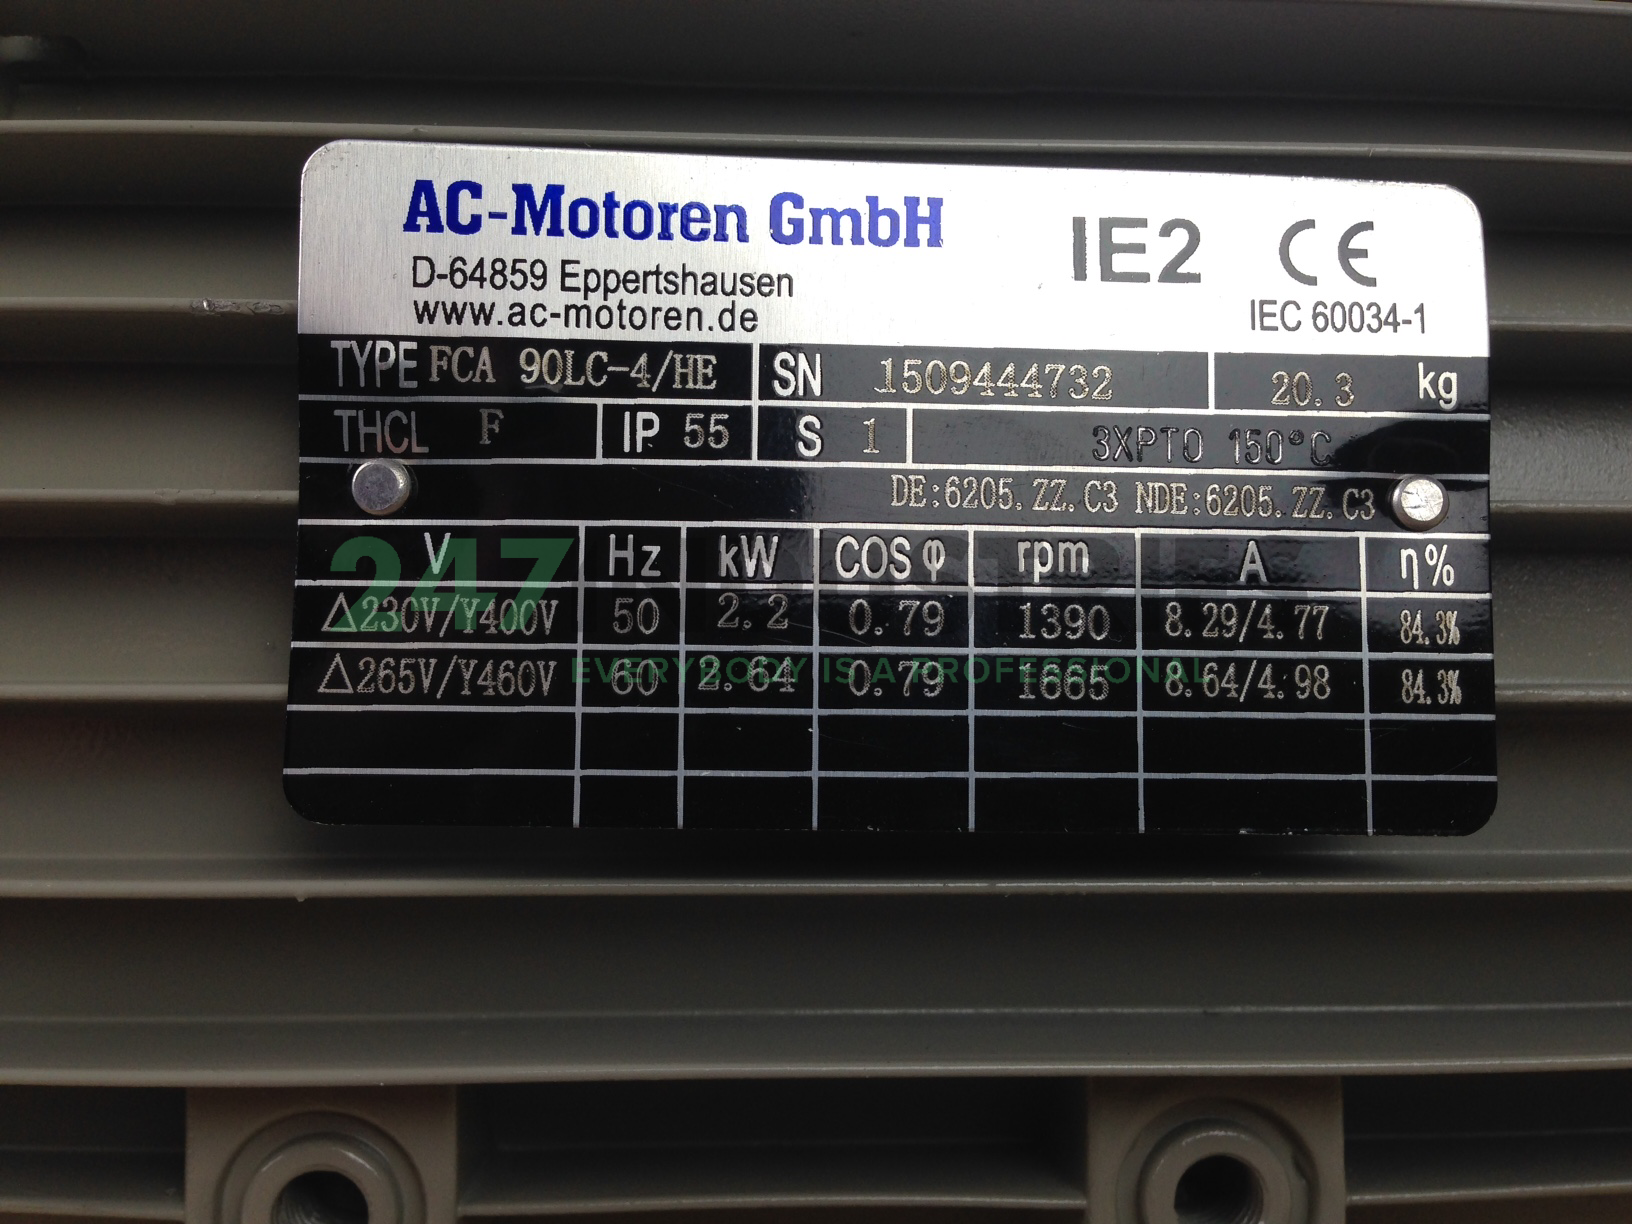 AC-Motoren GmbH
D-64859 Eppertshausen
www.ac-motoren.de
IE2 CE
IEC 60034-1
TYPE FCA 90LC-4/HE SN 1509444732 20.3 kg
THCL F IP 55 S 1 3XPTO 150°C
DE:6205.ZZ.C3 NDE:6205.ZZ.C3
V Hz kW COS φ rpm A η%
△230V/Y400V 50 2.2 0.79 1390 8.29/4.77 84.3%
△265V/Y460V 60 2.64 0.79 1665 8.64/4.98 84.3%
247
EVERYBODY IS A PROFESSIONAL